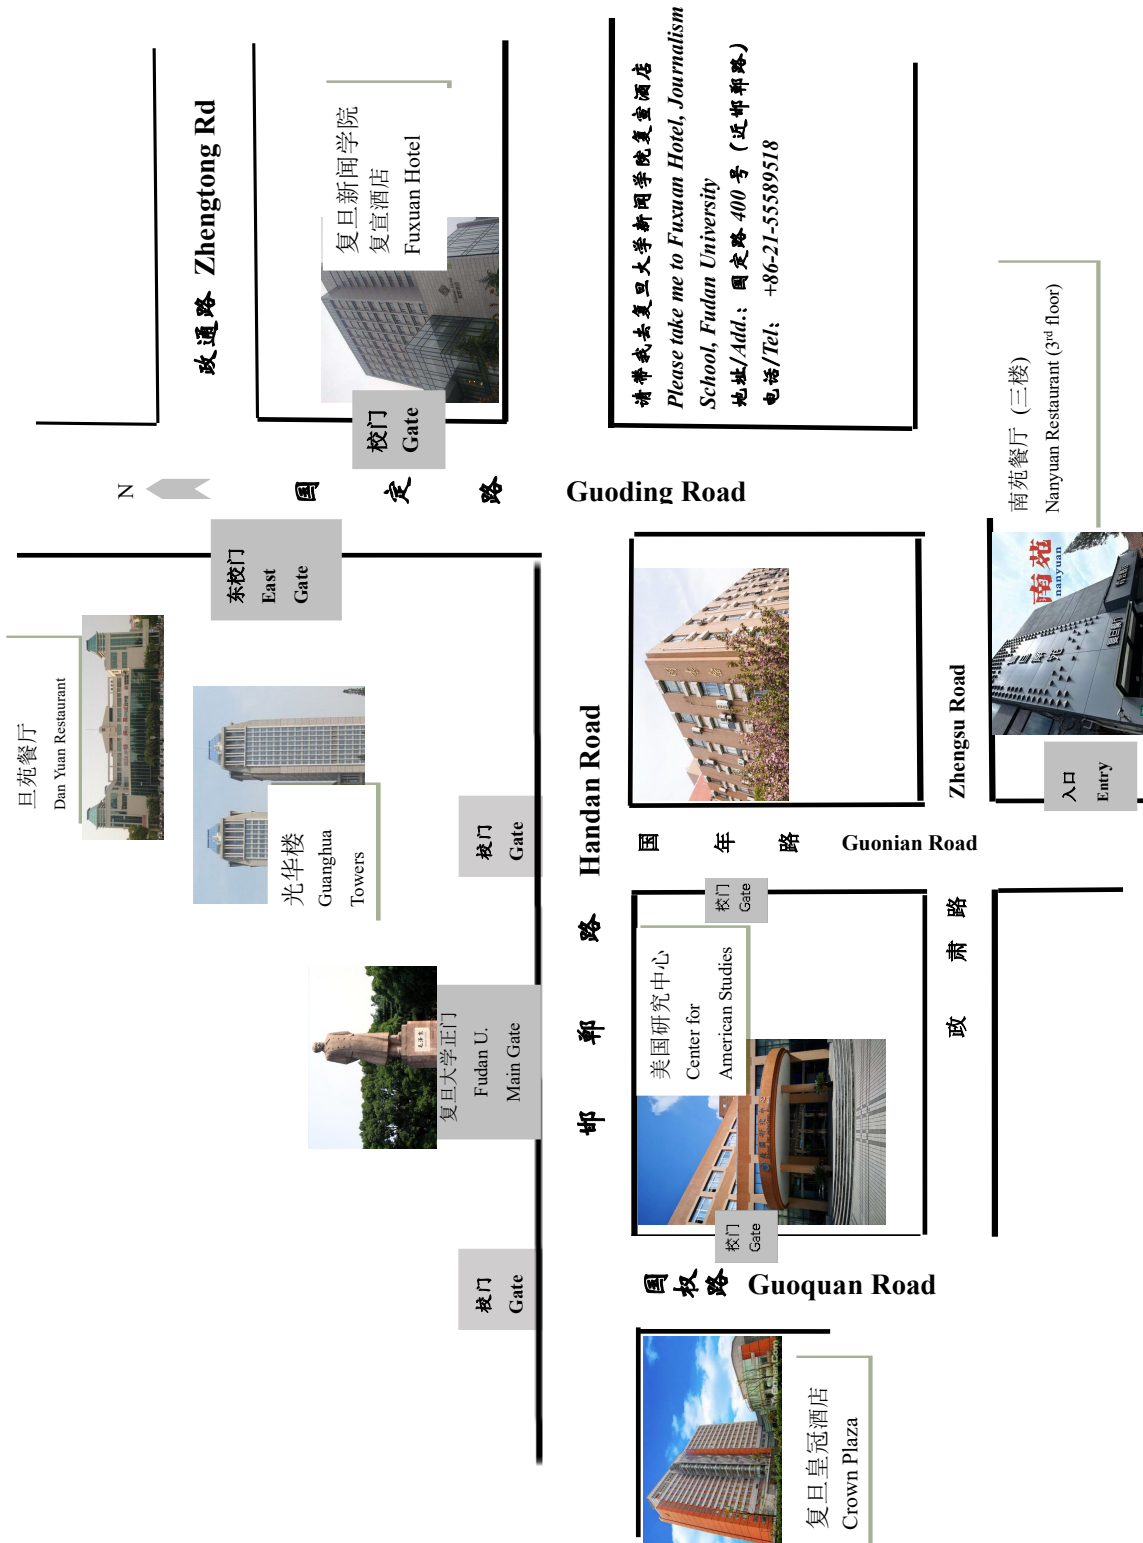 旦苑餐厅
Dan Yuan Restaurant
N
政通路 Zhengtong Rd
东校门
East
Gate
光华楼
Guanghua
Towers
复旦新闻学院
复宣酒店
Fuxuan Hotel
校门
Gate
国 定 路 Guoding Road
复旦大学正门
Fudan U.
Main Gate
校门
Gate
校门
Gate
邯 郸 路 Handan Road
请带我去复旦大学新闻学院复宣酒店
Please take me to Fuxuan Hotel, Journalism
School, Fudan University
地址/Add.: 国定路 400 号（近邯郸路）
电话/Tel: +86-21-55589518
国权路 Guoquan Road
美国研究中心
Center for
American Studies
校门
Gate
校门
Gate
国 年 路 Guonian Road
复旦皇冠酒店
Crown Plaza
政 肃 路 Zhengsu Road
入口
Entry
南苑
nanyuan
南苑餐厅（三楼）
Nanyuan Restaurant (3rd floor)